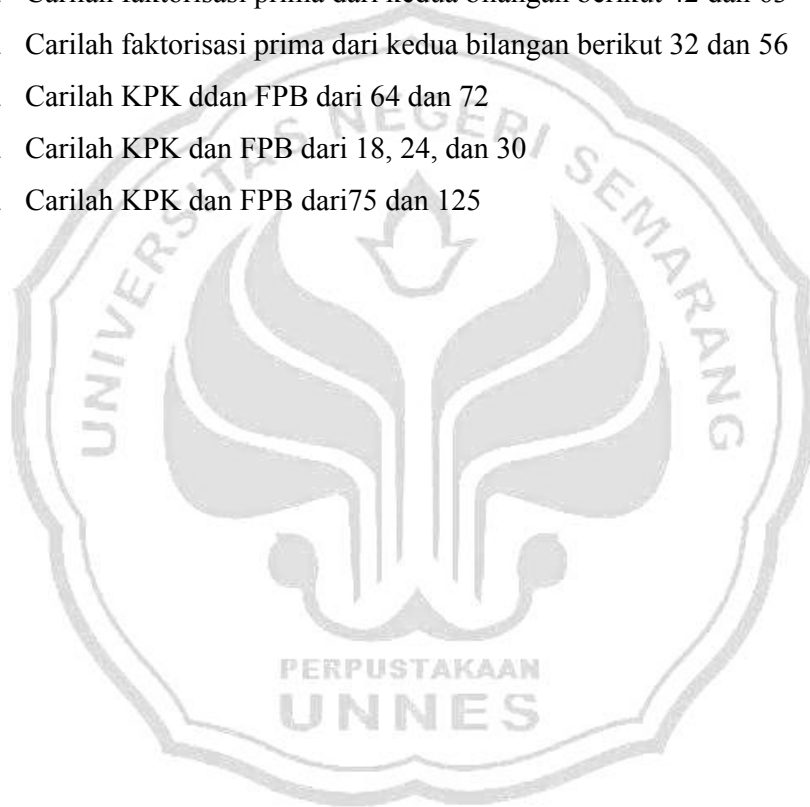 Carilah faktorisasi prima dari kedua bilangan berikut 32 dan 56
Carilah KPK ddan FPB dari 64 dan 72
Carilah KPK dan FPB dari 18, 24, dan 30
Carilah KPK dan FPB dari75 dan 125
UNIVERSITAS NEGERI SEMARANG
PERPUSTAKAAN
UNNES